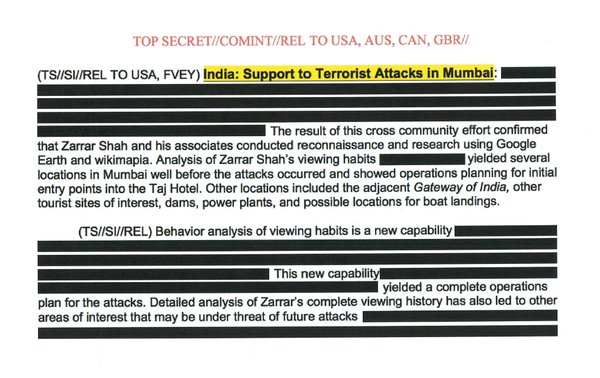 TOP SECRET//COMINT//REL TO USA, AUS, CAN, GBR//
(TS//SI//REL TO USA, FVEY) India: Support to Terrorist Attacks in Mumbai:
The result of this cross community effort confirmed
that Zarrar Shah and his associates conducted reconnaissance and research using Google
Earth and wikimapia. Analysis of Zarrar Shah's viewing habits yielded several
locations in Mumbai well before the attacks occurred and showed operations planning for initial
entry points into the Taj Hotel. Other locations included the adjacent Gateway of India, other
tourist sites of interest, dams, power plants, and possible locations for boat landings.
(TS//SI//REL) Behavior analysis of viewing habits is a new capability
This new capability
yielded a complete operations
plan for the attacks. Detailed analysis of Zarrar's complete viewing history has also led to other
areas of interest that may be under threat of future attacks